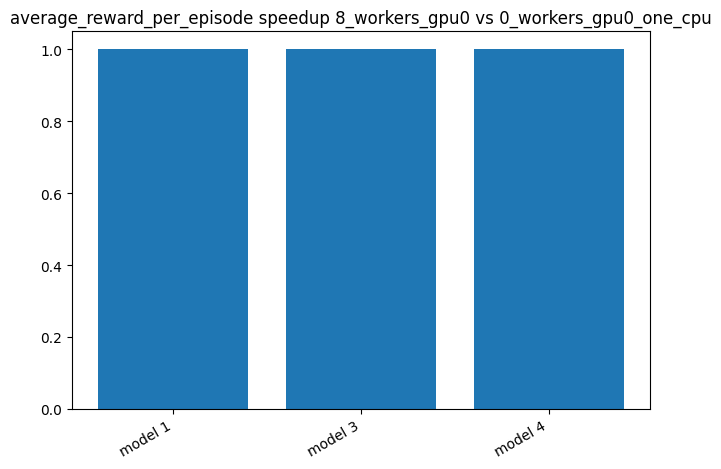 average_reward_per_episode speedup 8_workers_gpu0 vs 0_workers_gpu0_one_cpu
1.0
0.8
0.6
0.4
0.2
0.0
model 1
model 3
model 4